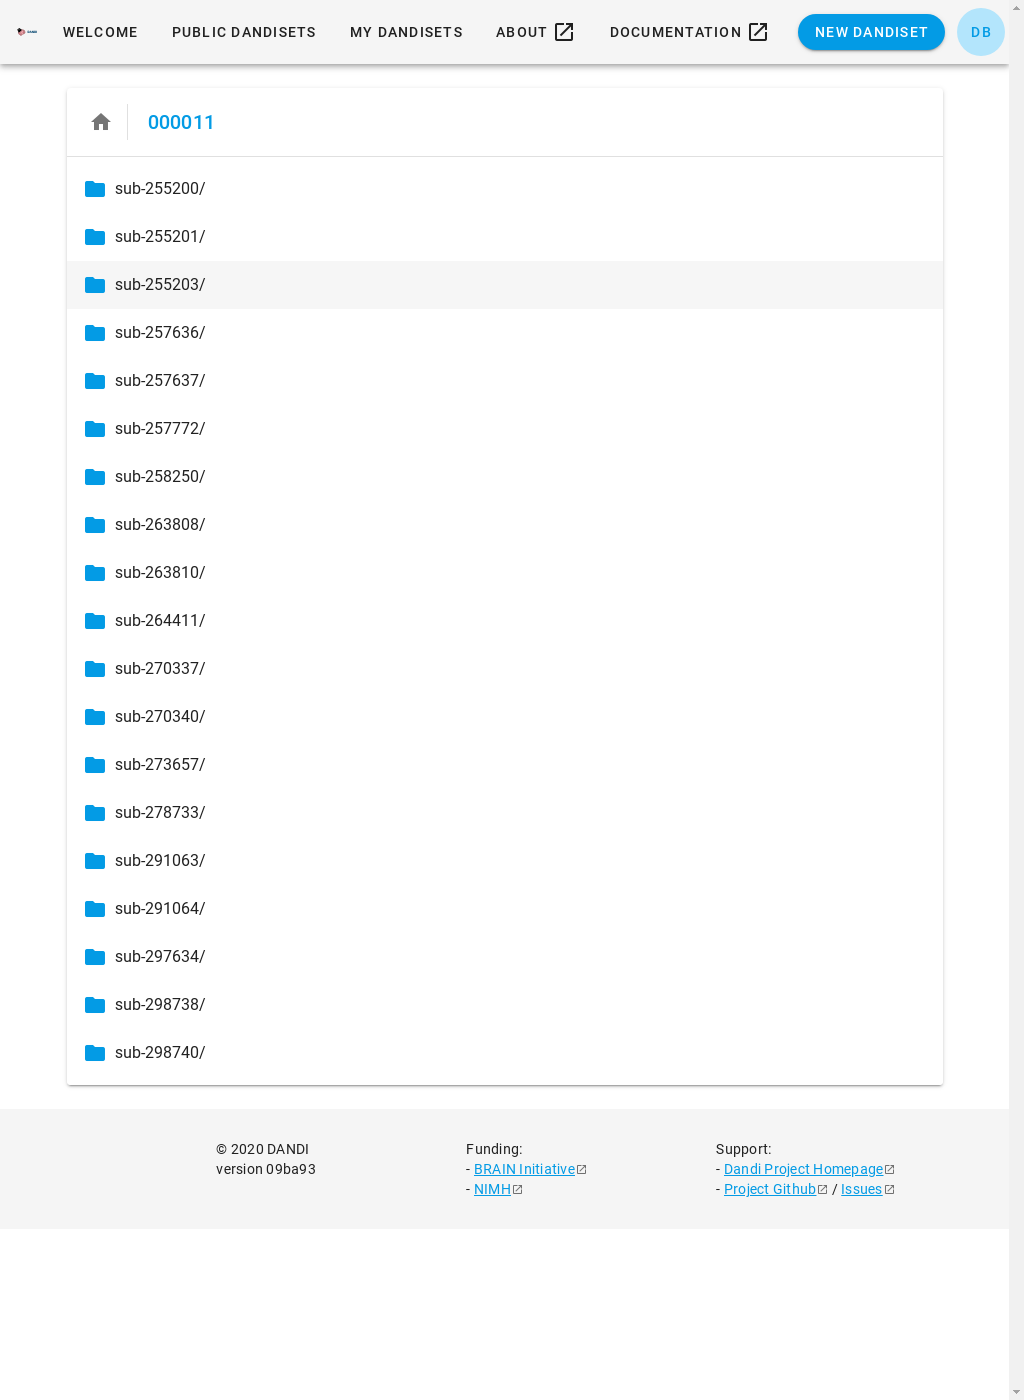 WELCOME PUBLIC DANDISETS MY DANDISETS ABOUT DOCUMENTATION NEW DANDISET DB
000011
sub-255200/
sub-255201/
sub-255203/
sub-257636/
sub-257637/
sub-257772/
sub-258250/
sub-263808/
sub-263810/
sub-264411/
sub-270337/
sub-270340/
sub-273657/
sub-278733/
sub-291063/
sub-291064/
sub-297634/
sub-298738/
sub-298740/
© 2020 DANDI
version 09ba93
Funding:
- BRAIN Initiative
- NIMH
Support:
- Dandi Project Homepage
- Project Github / Issues